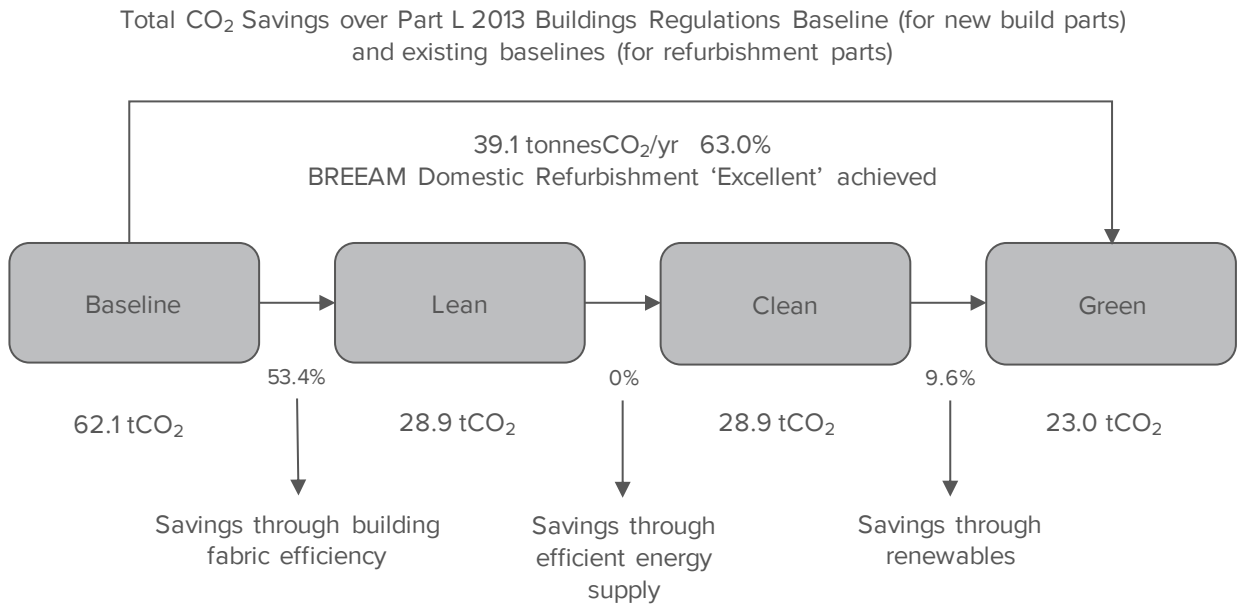 Total CO₂ Savings over Part L 2013 Buildings Regulations Baseline (for new build parts)
and existing baselines (for refurbishment parts)
39.1 tonnesCO₂/yr 63.0%
BREEAM Domestic Refurbishment ‘Excellent’ achieved
Baseline
Lean
Clean
Green
53.4%
0%
9.6%
62.1 tCO₂
28.9 tCO₂
28.9 tCO₂
23.0 tCO₂
Savings through building
fabric efficiency
Savings through
efficient energy
supply
Savings through
renewables